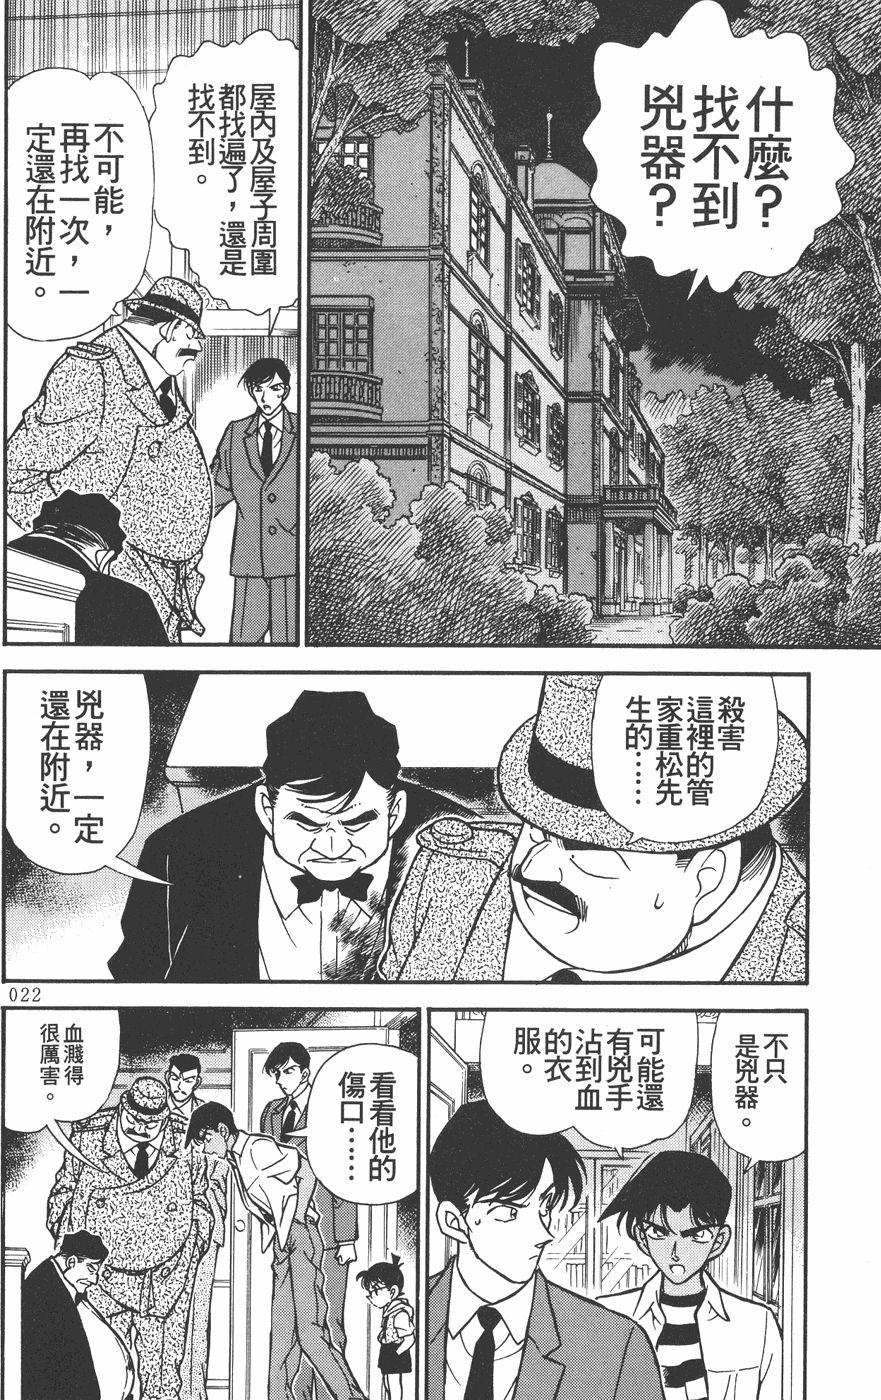 什麼？
找不到
兇器？
屋內及屋子周圍
都找遍了，還是
找不到。
不可能，
再找一次，一
定還在附近。
殺害
這裡的管
家重松先
生的……
兇器，一定
還在附近。
不只
是兇器。
可能還
有兇手
沾到血
的衣
服。
看看他的
傷口……
血濺得
很厲害。
022